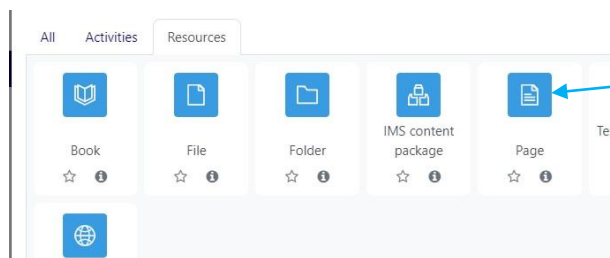 All Activities Resources
IMS content
Book File Folder package Page